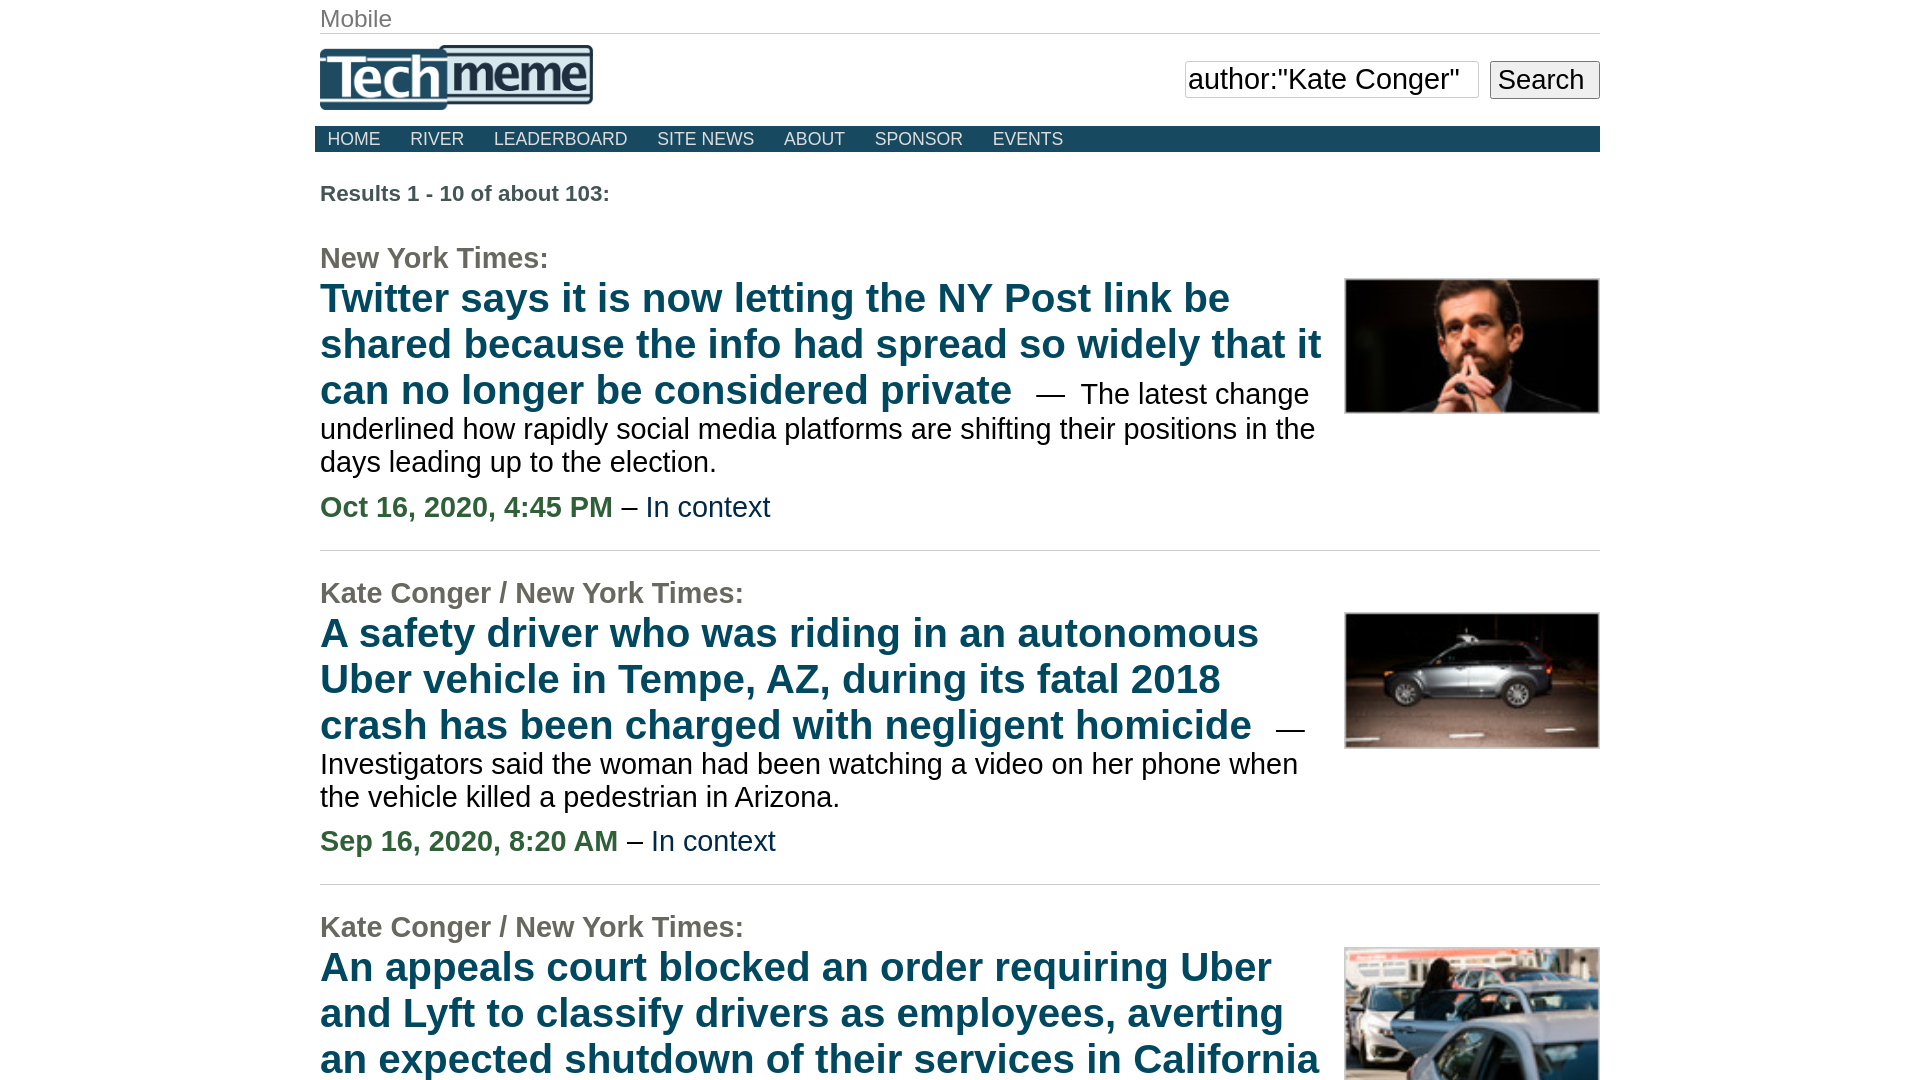 Mobile
Techmeme
author:"Kate Conger"
Search
HOME RIVER LEADERBOARD SITE NEWS ABOUT SPONSOR EVENTS
Results 1 - 10 of about 103:
New York Times:
Twitter says it is now letting the NY Post link be
shared because the info had spread so widely that it
can no longer be considered private — The latest change
underlined how rapidly social media platforms are shifting their positions in the
days leading up to the election.
Oct 16, 2020, 4:45 PM – In context
Kate Conger / New York Times:
A safety driver who was riding in an autonomous
Uber vehicle in Tempe, AZ, during its fatal 2018
crash has been charged with negligent homicide —
Investigators said the woman had been watching a video on her phone when
the vehicle killed a pedestrian in Arizona.
Sep 16, 2020, 8:20 AM – In context
Kate Conger / New York Times:
An appeals court blocked an order requiring Uber
and Lyft to classify drivers as employees, averting
an expected shutdown of their services in California